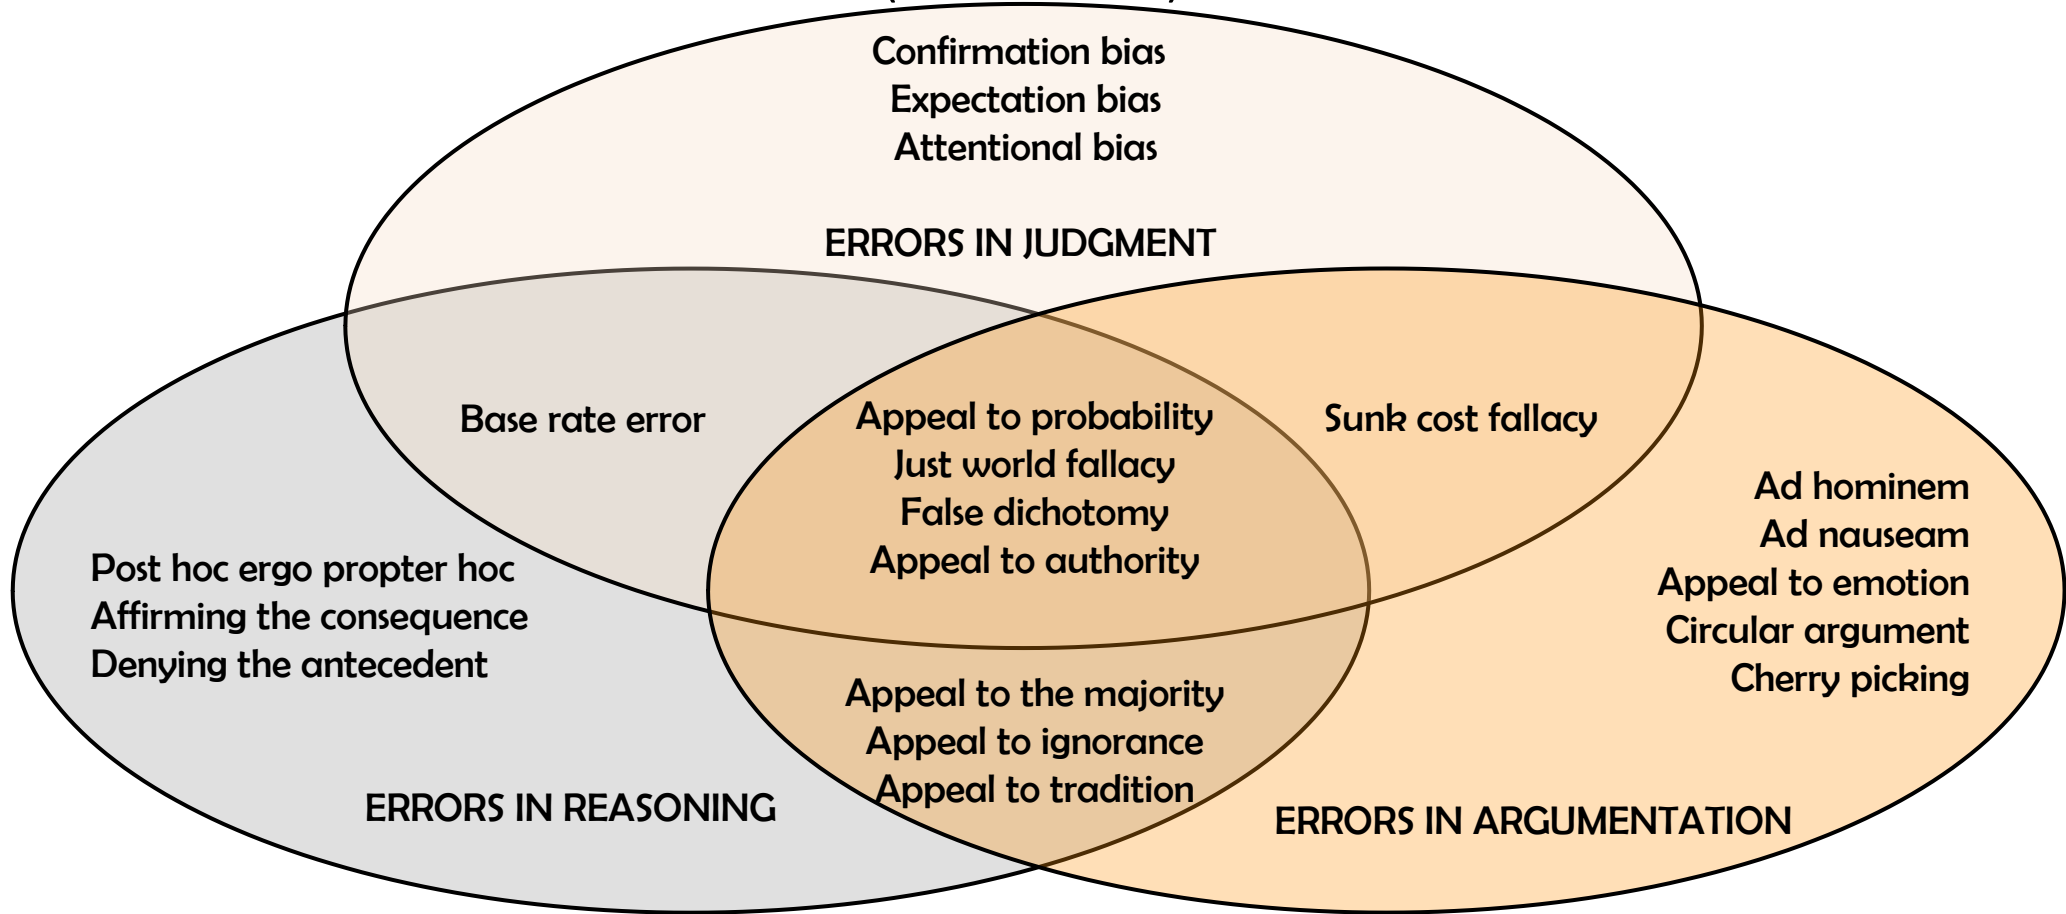 Confirmation bias
Expectation bias
Attentional bias
ERRORS IN JUDGMENT
Base rate error
Appeal to probability
Just world fallacy
False dichotomy
Appeal to authority
Sunk cost fallacy
Post hoc ergo propter hoc
Affirming the consequence
Denying the antecedent
Ad hominem
Ad nauseam
Appeal to emotion
Circular argument
Cherry picking
Appeal to the majority
Appeal to ignorance
Appeal to tradition
ERRORS IN REASONING
ERRORS IN ARGUMENTATION